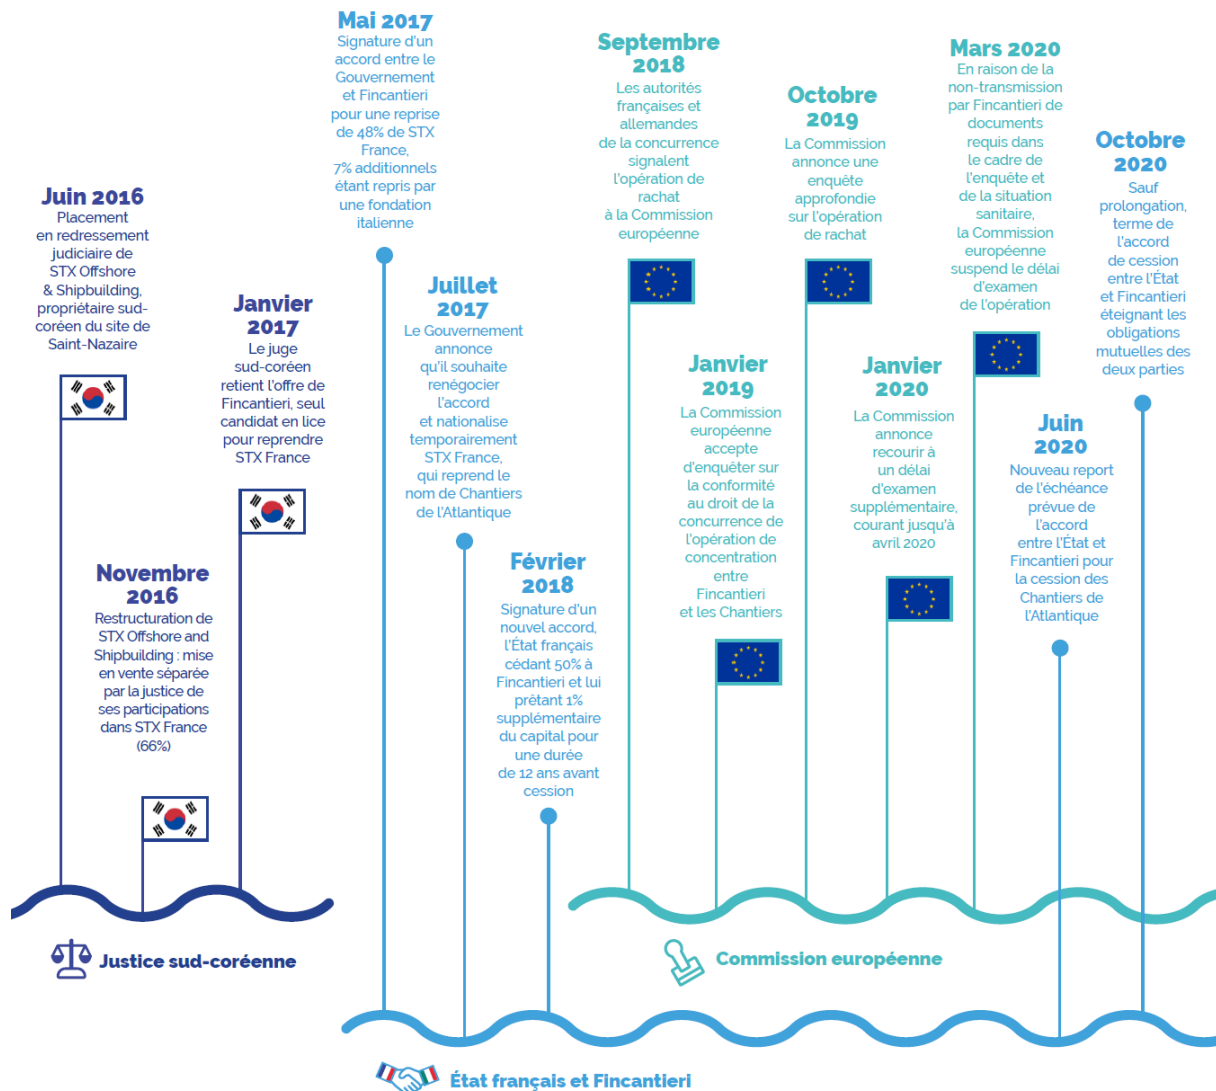 Juin 2016
Placement
en redressement
judiciaire de
STX Offshore
& Shipbuilding,
propriétaire sud-
coréen du site de
Saint-Nazaire
Novembre
2016
Restructuration de
STX Offshore and
Shipbuilding : mise
en vente séparée
par la justice de
ses participations
dans STX France
(66%)
Janvier
2017
Le juge
sud-coréen
retient l'offre de
Fincantieri, seul
candidat en lice
pour reprendre
STX France
Mai 2017
Signature d'un
accord entre le
Gouvernement
et Fincantieri
pour une reprise
de 48% de STX
France,
7% additionnels
étant repris par
une fondation
italienne
Juillet
2017
Le Gouvernement
annonce
qu'il souhaite
renégocier
l'accord
et nationalise
temporairement
STX France,
qui reprend le
nom de Chantiers
de l'Atlantique
Février
2018
Signature d'un
nouvel accord,
l'État français
cédant 50% à
Fincantieri et lui
prêtant 1%
supplémentaire
du capital pour
une durée
de 12 ans avant
cession
Septembre
2018
Les autorités
françaises et
allemandes
de la concurrence
signalent
l'opération de
rachat
à la Commission
européenne
Janvier
2019
La Commission
européenne
accepte
d'enquêter sur
la conformité
au droit de la
concurrence de
l'opération de
concentration
entre
Fincantieri
et les Chantiers
Octobre
2019
La Commission
annonce une
enquête
approfondie
sur l'opération
de rachat
Janvier
2020
La Commission
annonce
recourir à
un délai
d'examen
supplémentaire,
courant jusqu'à
avril 2020
Mars 2020
En raison de la
non-transmission
par Fincantieri de
documents
requis dans
le cadre de
l'enquête et
de la situation
sanitaire,
la Commission
européenne
suspend le délai
d'examen
de l'opération
Juin
2020
Nouveau report
de l'échéance
prévue de
l'accord
entre l'État et
Fincantieri pour
la cession des
Chantiers de
l'Atlantique
Octobre
2020
Sauf
prolongation,
terme de
l'accord
de cession
entre l'État
et Fincantieri
éteignant les
obligations
mutuelles des
deux parties
Justice sud-coréenne
Commission européenne
État français et Fincantieri